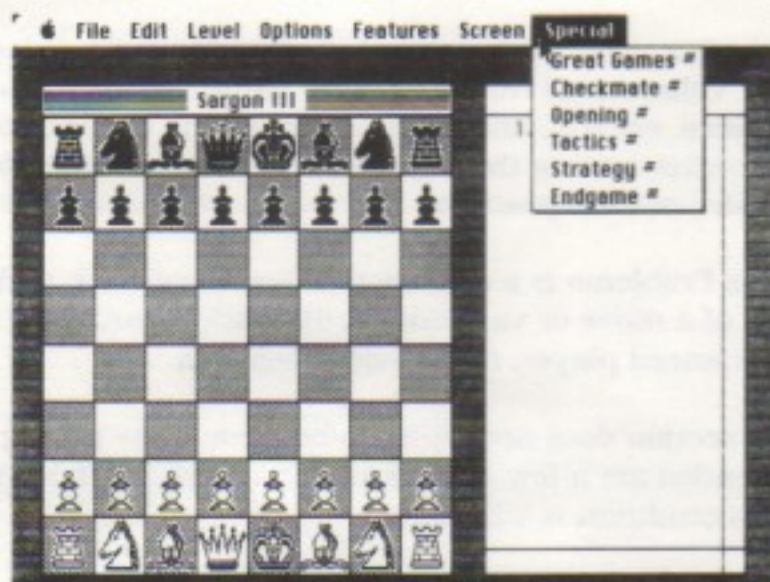 File Edit Level Options Features Screen Special
Great Games #
Checkmate #
Opening #
Tactics #
Strategy #
Endgame #
Sargon III
1.